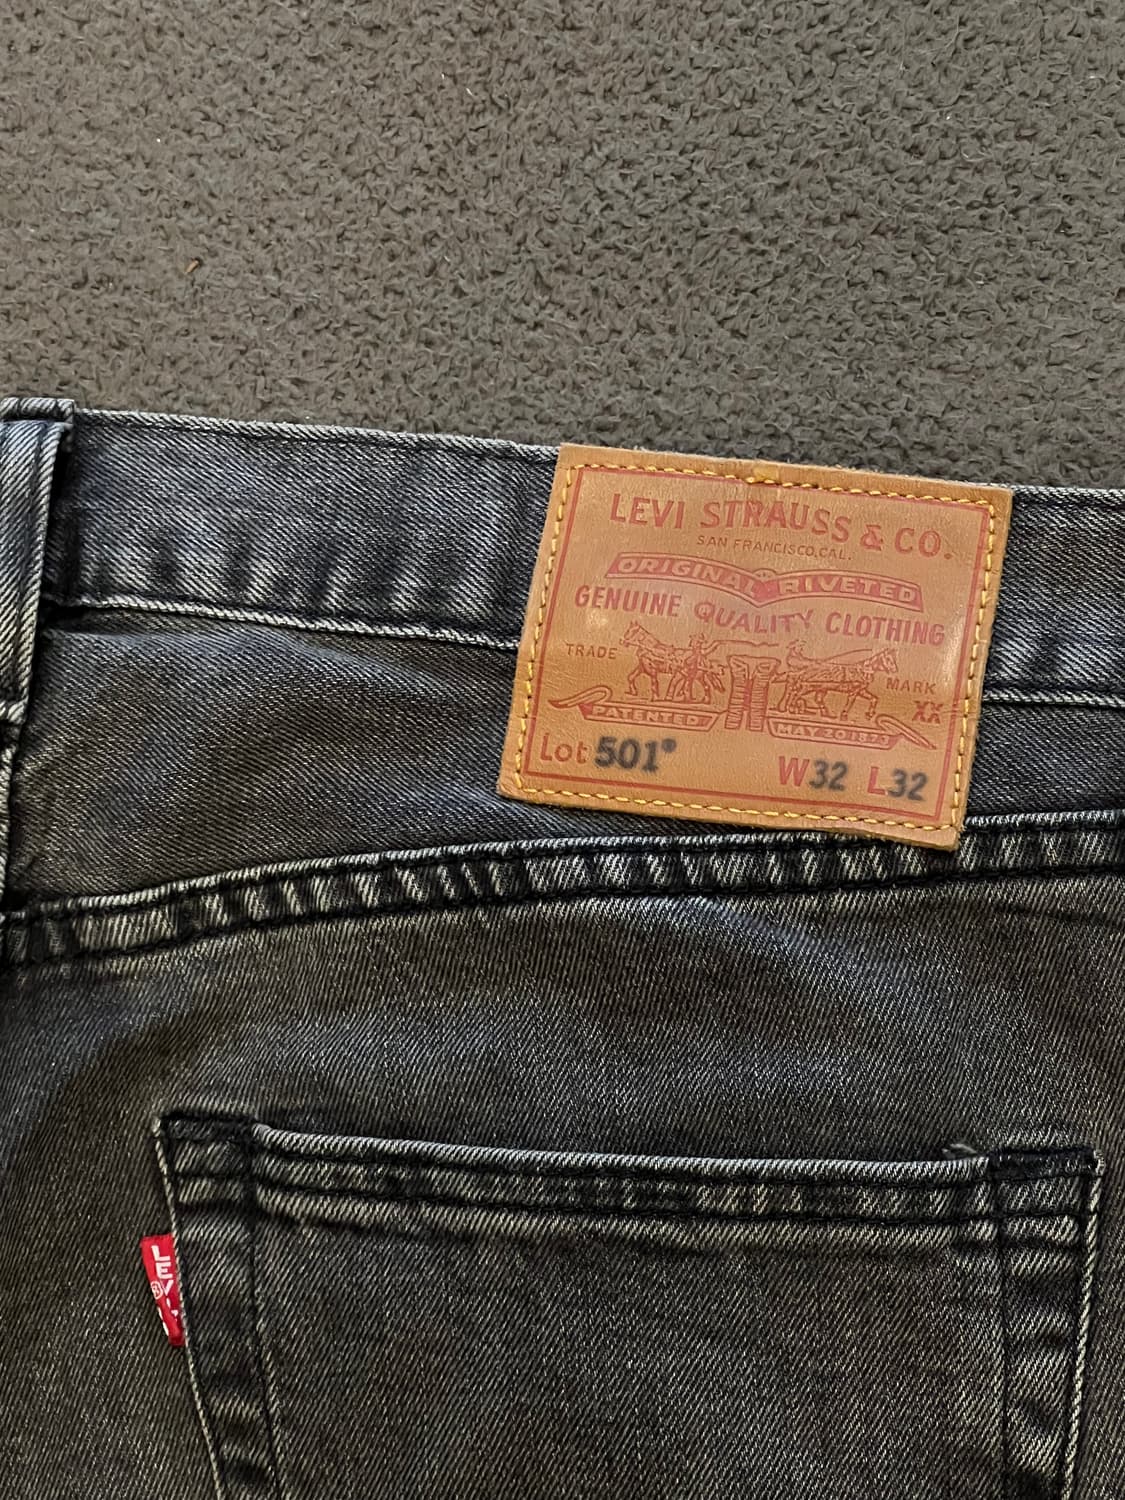 LEVI STRAUSS & CO.
SAN FRANCISCO, CAL.
ORIGINAL RIVETED
GENUINE QUALITY CLOTHING
TRADE MARK
XX
PATENTED MAY 20 1873
Lot 501® W32 L32
LEVI'S
®